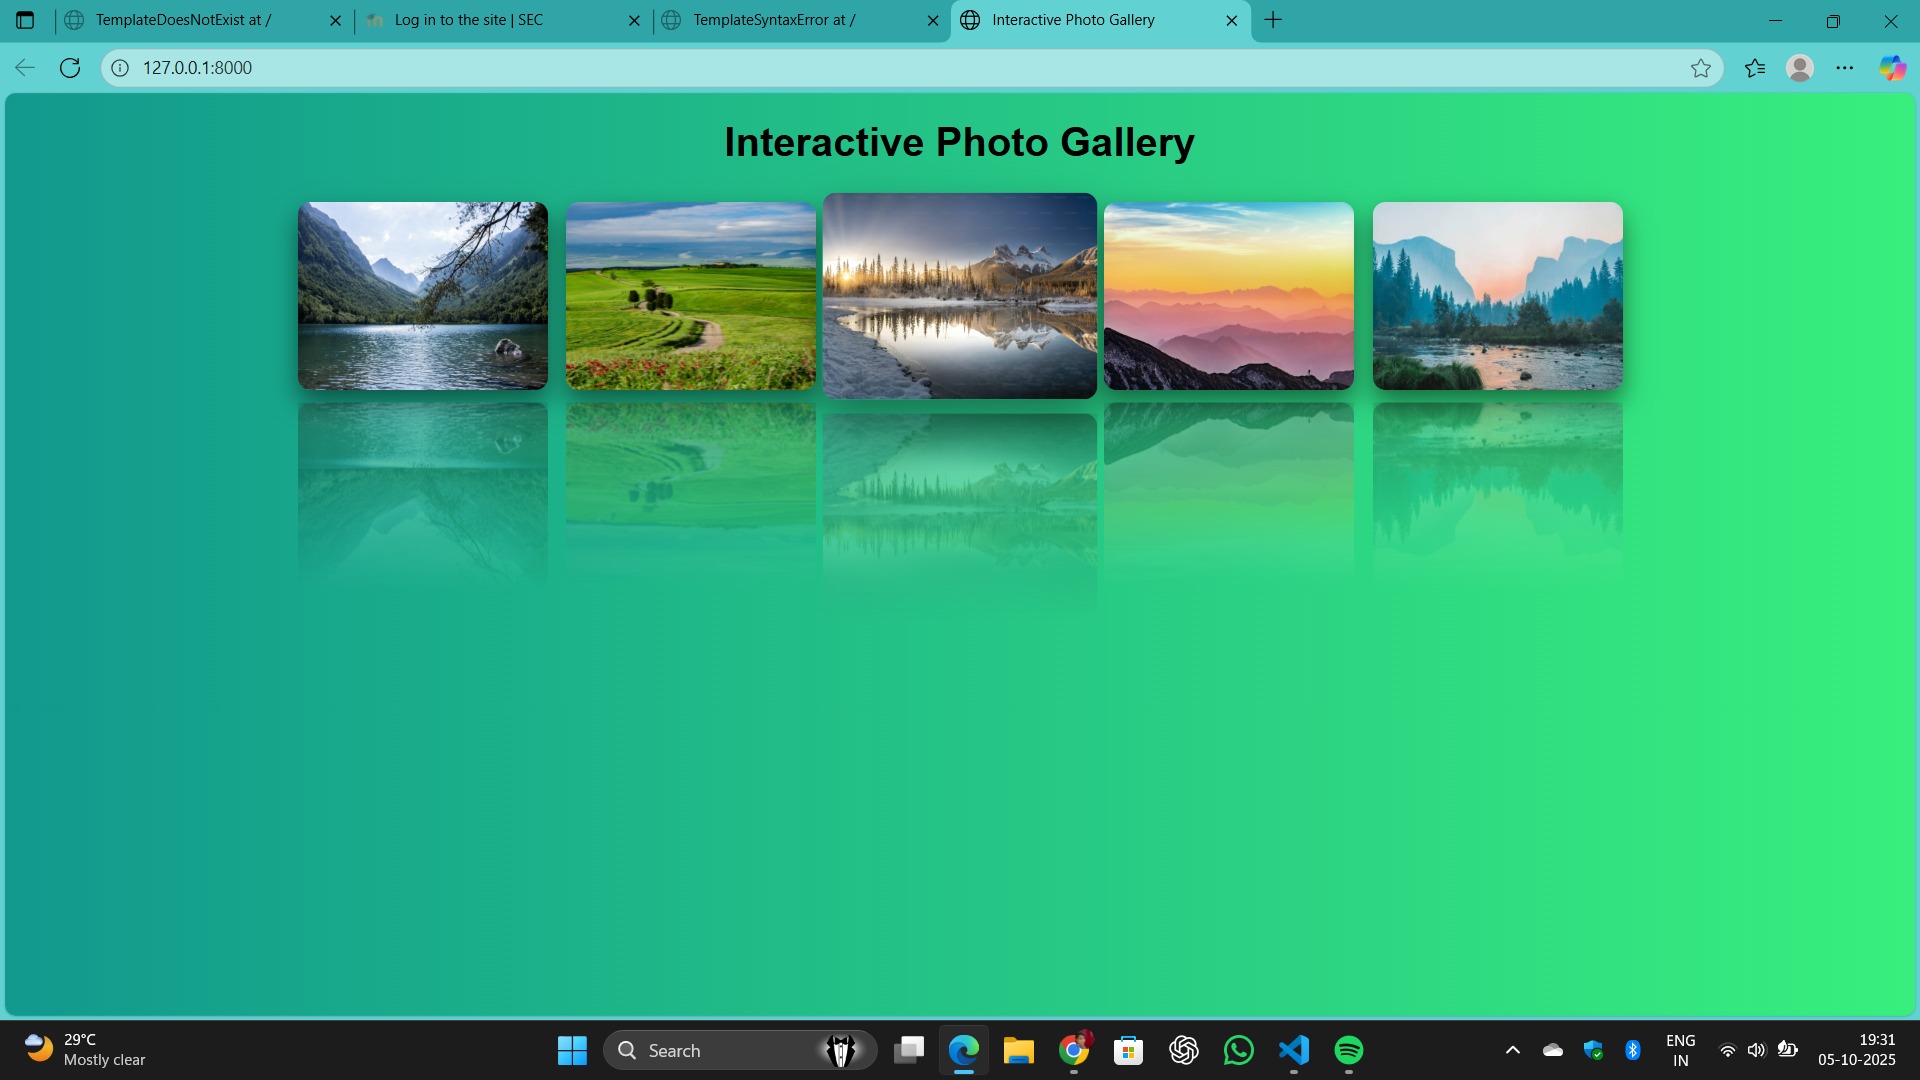 TemplateDoesNotExist at /
Log in to the site | SEC
TemplateSyntaxError at /
Interactive Photo Gallery
127.0.0.1:8000
Interactive Photo Gallery
29°C
Mostly clear
Search
ENG
IN
19:31
05-10-2025